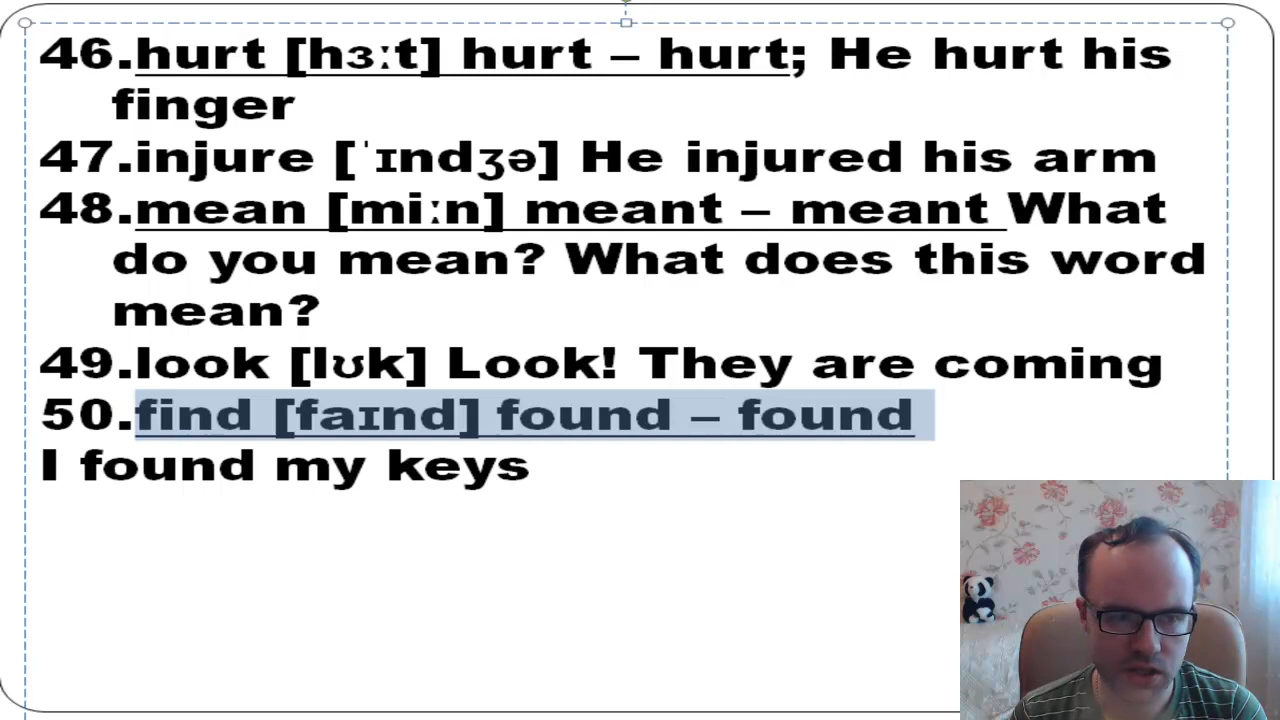 46.hurt [hɜːt] hurt – hurt; He hurt his
finger
47.injure [ˈɪndʒə] He injured his arm
48.mean [miːn] meant – meant What
do you mean? What does this word
mean?
49.look [lʊk] Look! They are coming
50.find [faɪnd] found – found
I found my keys